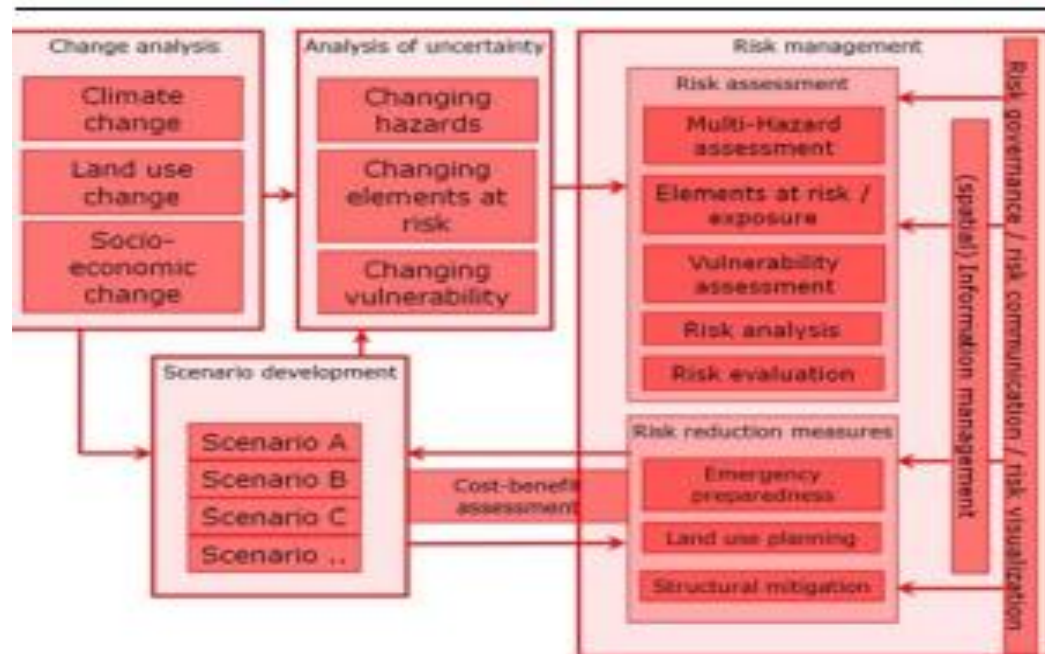 Change analysis
Climate
change
Land use
change
Socio-
economic
change
Analysis of uncertainty
Changing
hazards
Changing
elements at
risk
Changing
vulnerability
Scenario development
Scenario A
Scenario B
Scenario C
Scenario ..
Cost-benefit
assessment
Risk management
Risk assessment
Multi-Hazard
assessment
Elements at risk /
exposure
Vulnerability
assessment
Risk analysis
Risk evaluation
Risk reduction measures
Emergency
preparedness
Land use planning
Structural mitigation
(spatial) Information management
Risk governance / risk communication / risk visualization